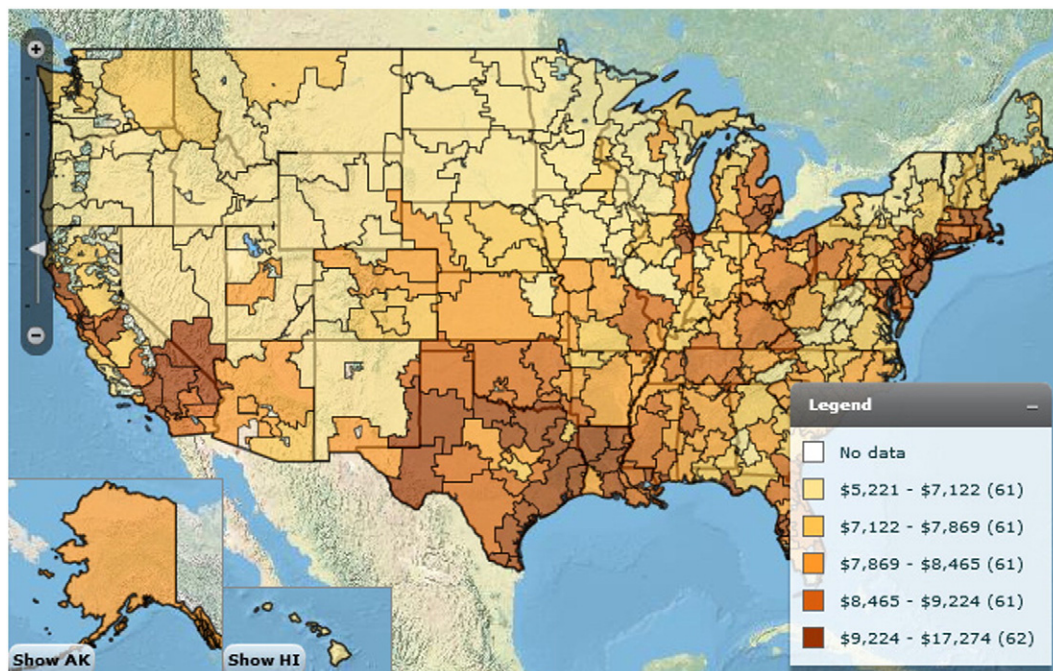 +
−
Legend
No data
$5,221 - $7,122 (61)
$7,122 - $7,869 (61)
$7,869 - $8,465 (61)
$8,465 - $9,224 (61)
$9,224 - $17,274 (62)
Show AK
Show HI